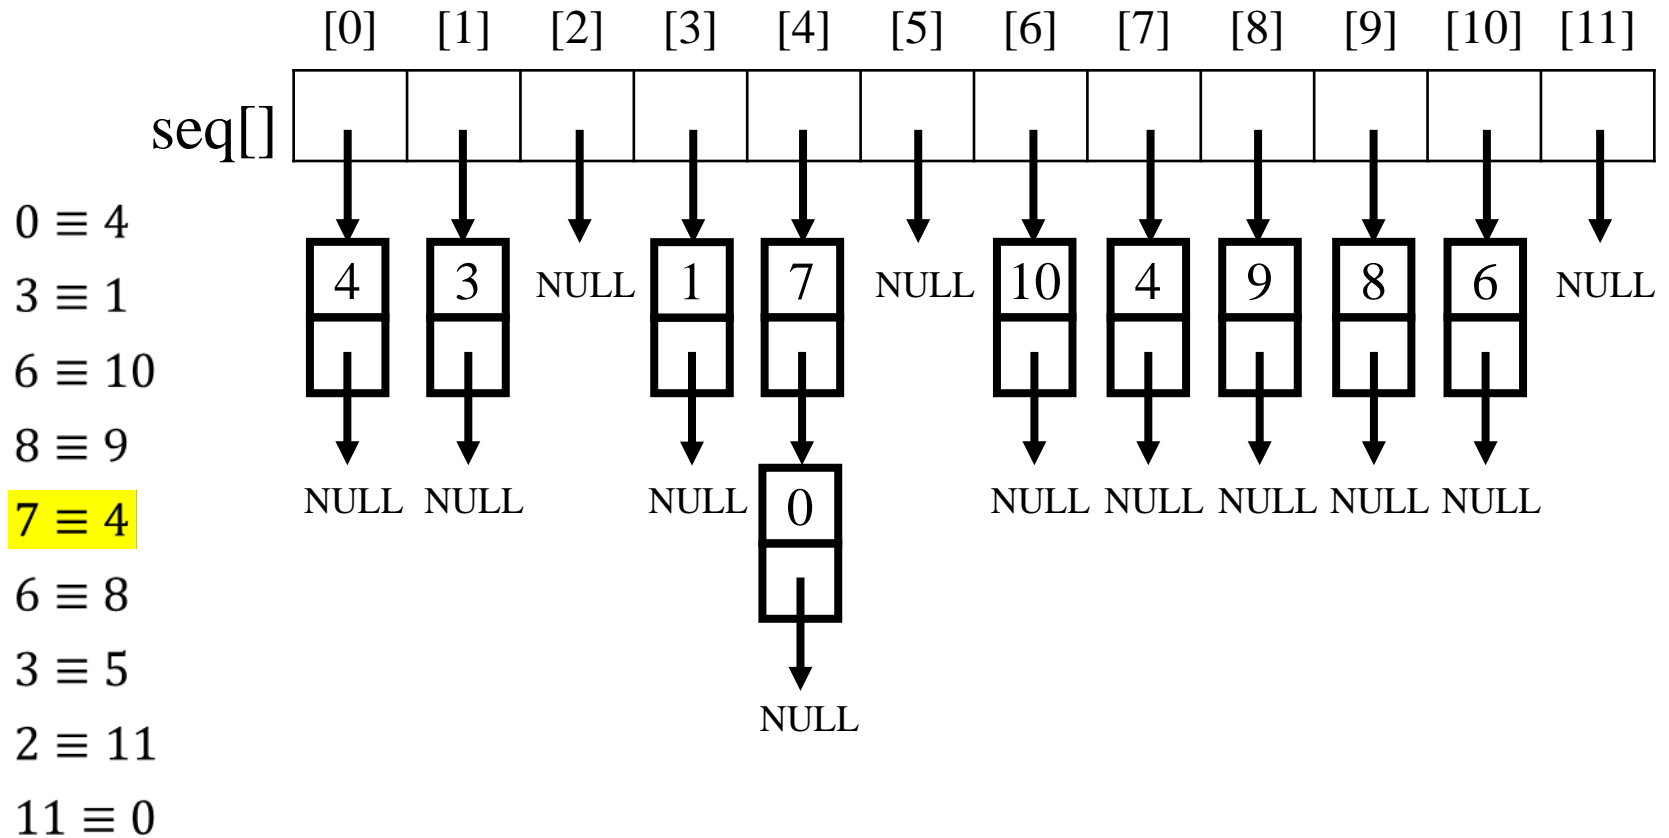 [0] [1] [2] [3] [4] [5] [6] [7] [8] [9] [10] [11]
seq[]
0 ≡ 4
3 ≡ 1
6 ≡ 10
8 ≡ 9
7 ≡ 4
6 ≡ 8
3 ≡ 5
2 ≡ 11
11 ≡ 0
4 3 NULL 1 7 NULL 10 4 9 8 6 NULL
NULL NULL NULL 0 NULL NULL NULL NULL NULL
NULL